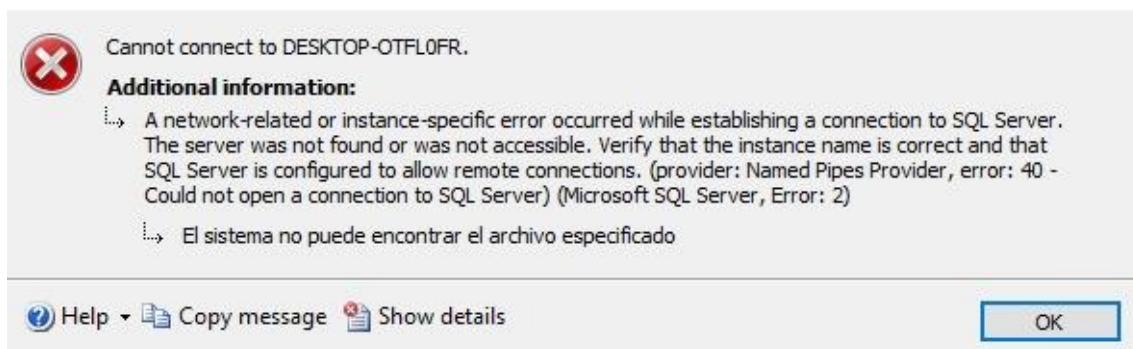 Cannot connect to DESKTOP-OTFL0FR.
Additional information:
A network-related or instance-specific error occurred while establishing a connection to SQL Server.
The server was not found or was not accessible. Verify that the instance name is correct and that
SQL Server is configured to allow remote connections. (provider: Named Pipes Provider, error: 40 -
Could not open a connection to SQL Server) (Microsoft SQL Server, Error: 2)
El sistema no puede encontrar el archivo especificado
Help Copy message Show details OK